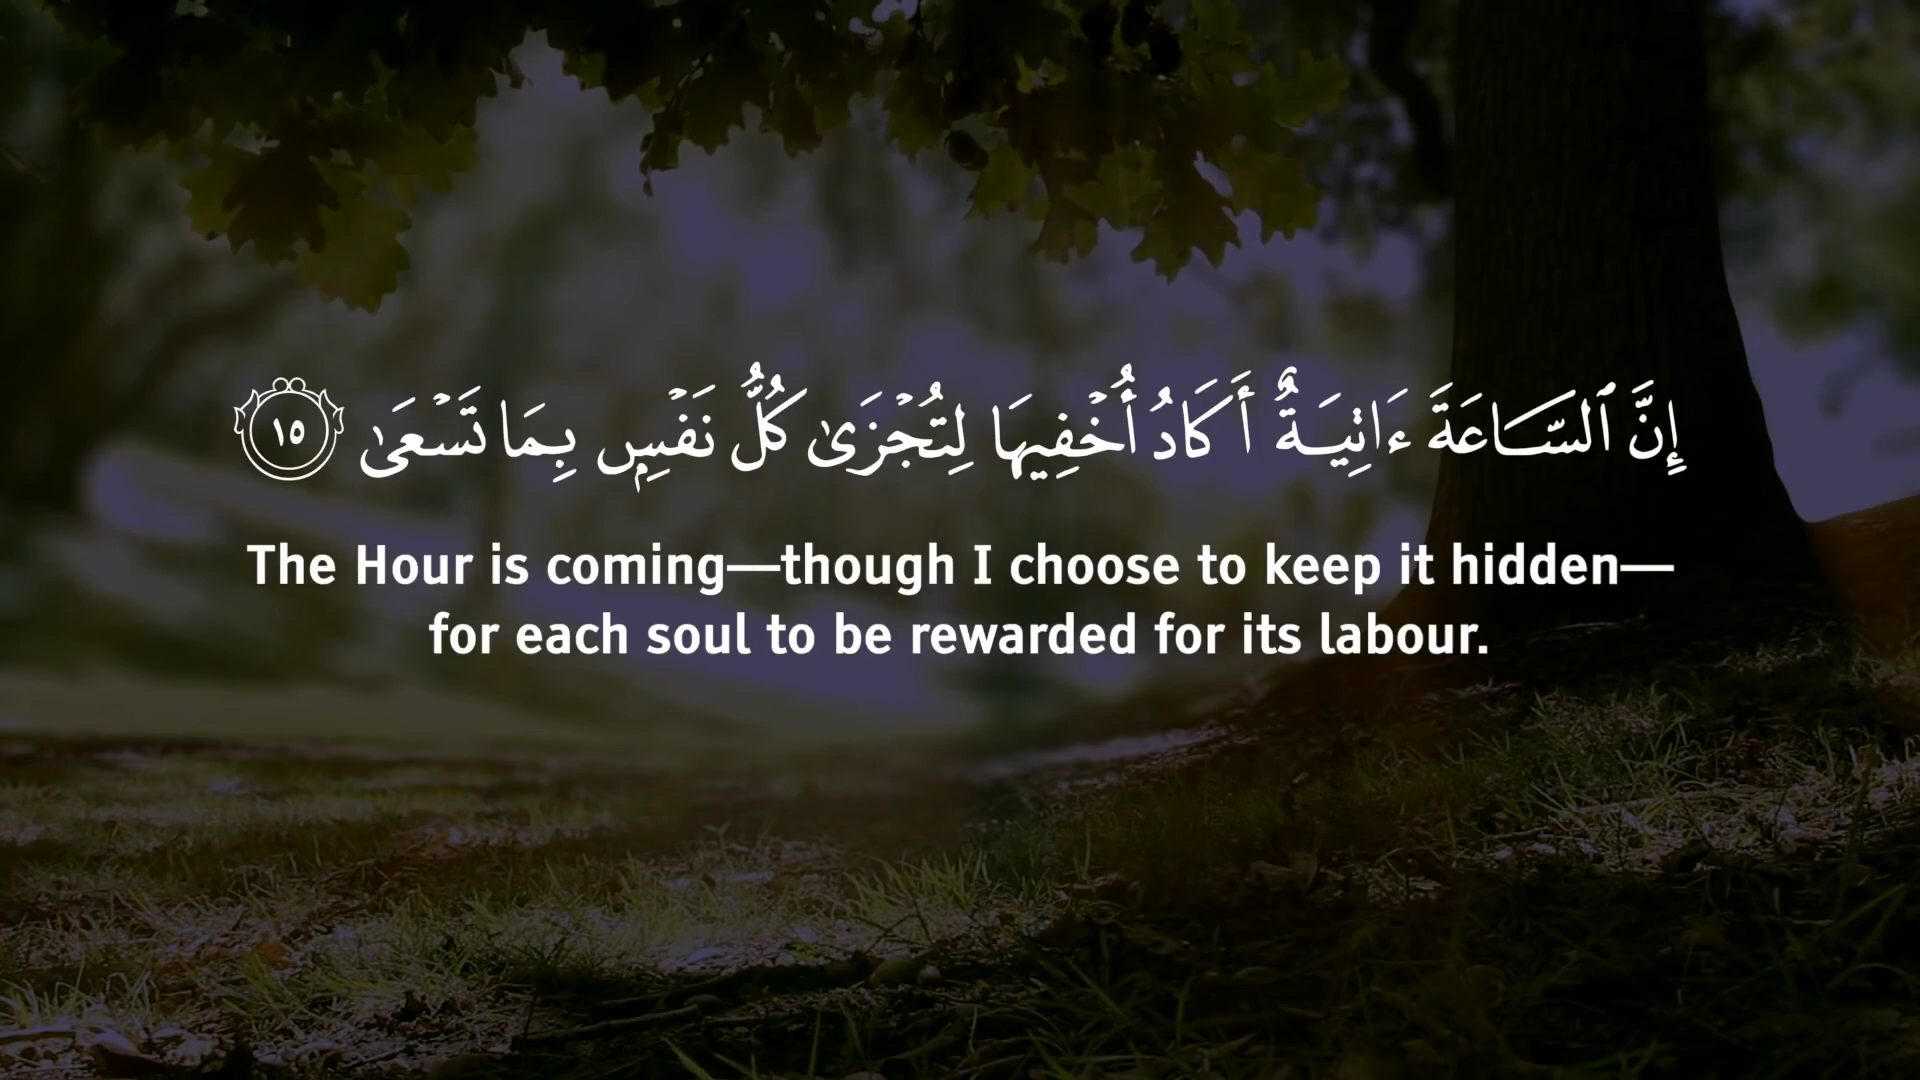 إِنَّ ٱلسَّاعَةَ ءَاتِيَةٌ أَكَادُ أُخْفِيهَا لِتُجْزَىٰ كُلُّ نَفْسٍۭ بِمَا تَسْعَىٰ ١٥
The Hour is coming—though I choose to keep it hidden—
for each soul to be rewarded for its labour.